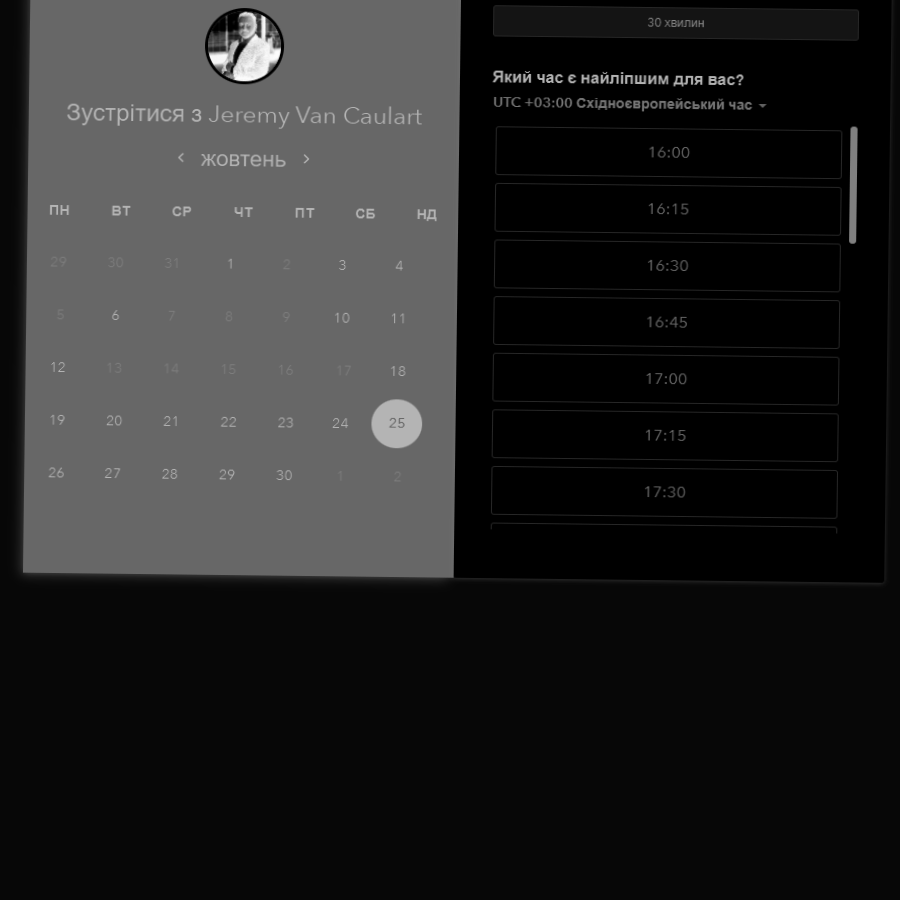 Зустрітися з Jeremy Van Caulart
жовтень
ПН ВТ СР ЧТ ПТ СБ НД
29 30 31 1 2 3 4
5 6 7 8 9 10 11
12 13 14 15 16 17 18
19 20 21 22 23 24 25
26 27 28 29 30 1 2
30 хвилин
Який час є найліпшим для вас?
UTC +03:00 Східноєвропейський час
16:00
16:15
16:30
16:45
17:00
17:15
17:30